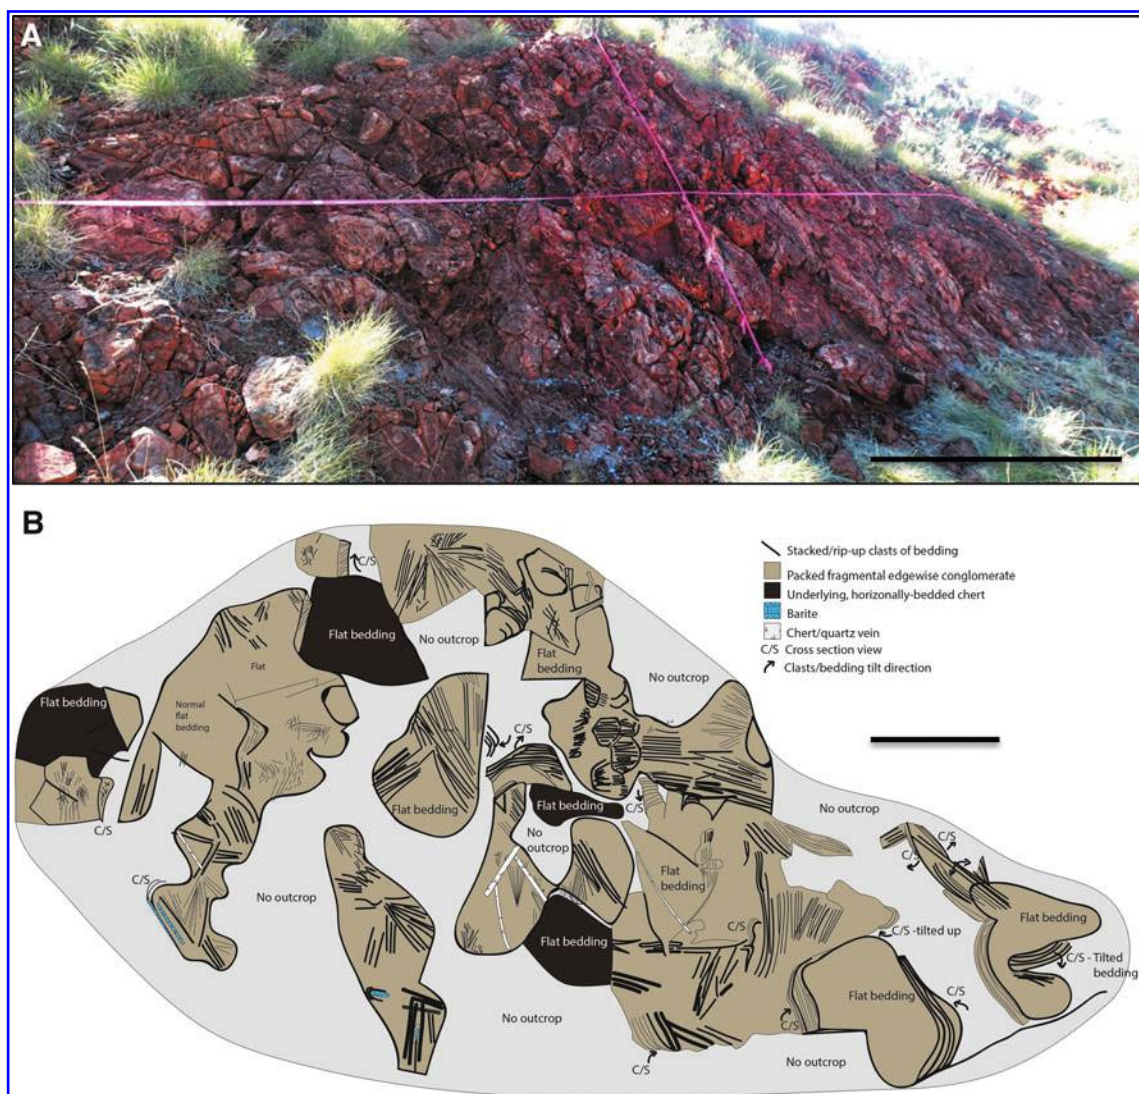 A
B
Stacked/rip-up clasts of bedding
Packed fragmental edgewise conglomerate
Underlying, horizonally-bedded chert
Barite
Chert/quartz vein
C/S Cross section view
Clasts/bedding tilt direction
C/S
No outcrop
Flat bedding
Flat
bedding
Flat
No outcrop
Flat bedding
Normal
flat
bedding
C/S
Flat bedding
Flat bedding
C/S
No outcrop
C/S
No
outcrop
C/S
C/S
Flat
bedding
C/S
No outcrop
Flat bedding
C/S
C/S -tilted up
Flat bedding
C/S - Tilted
bedding
Flat bedding
C/S
No outcrop
C/S
No outcrop
C/S